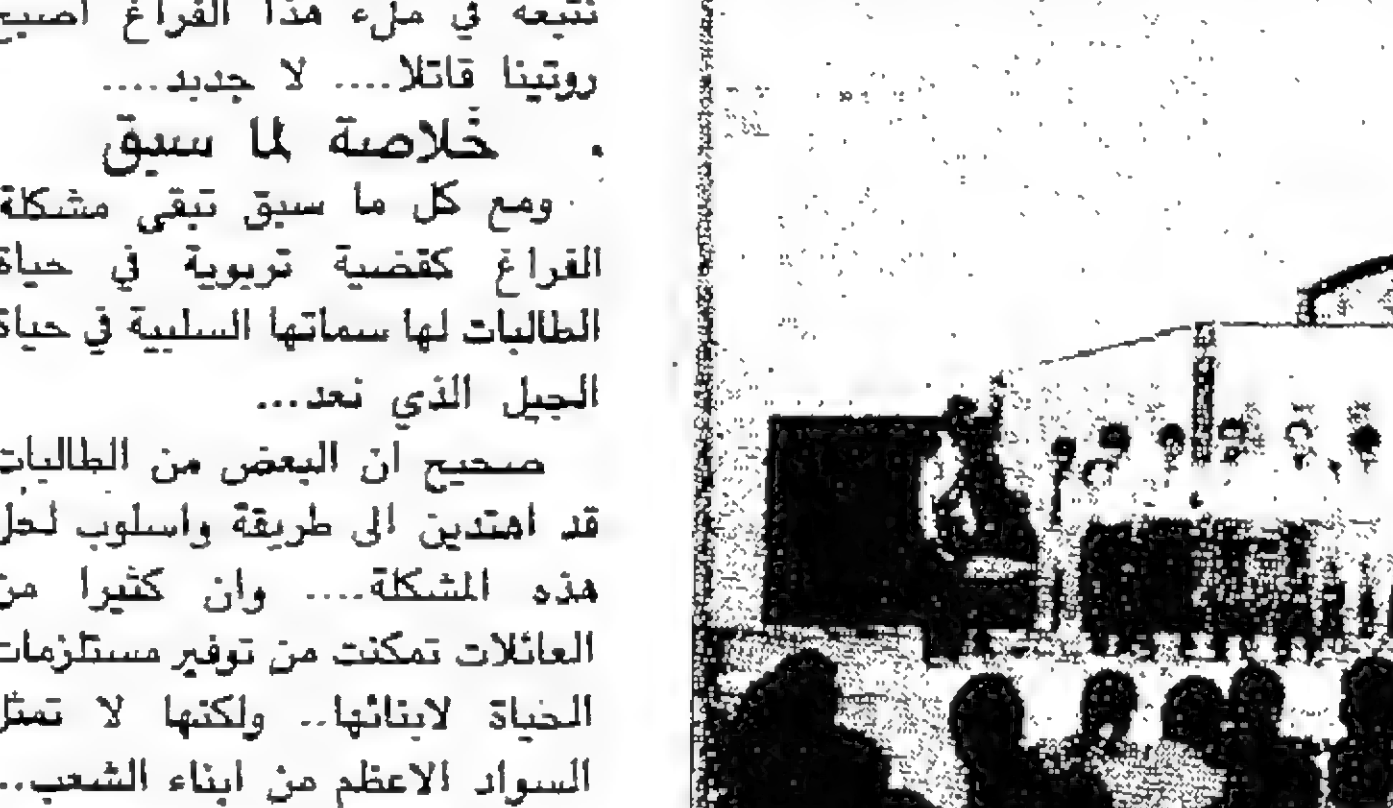 نتبعه في ملء هذا الفراغ اصبح
روتينا قاتلا.... لا جديد....
خلاصة لما سبق
ومع كل ما سبق تبقى مشكلة
الفراغ كقضية تربوية في حياة
الطالبات لها سماتها السلبية في حياة
الجيل الذي نعد...
صحيح ان البعض من الطالبات
قد اهتدين الى طريقة واسلوب لحل
هذه المشكلة.... وان كثيرا من
العائلات تمكنت من توفير مستلزمات
الحياة لابنائها.. ولكنها لا تمثل
السواد الاعظم من ابناء الشعب..